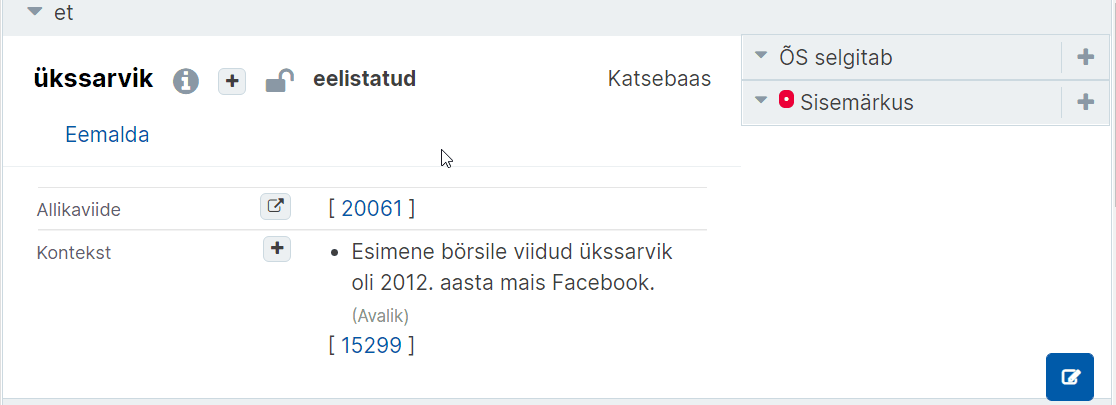 et
ükssarvik eelistatud Katsebaas
Eemalda
Allikaviide [ 20061 ]
Kontekst
Esimene börsile viidud ükssarvik
oli 2012. aasta mais Facebook.
(Avalik)
[ 15299 ]
ÕS selgitab
Sisemärkus